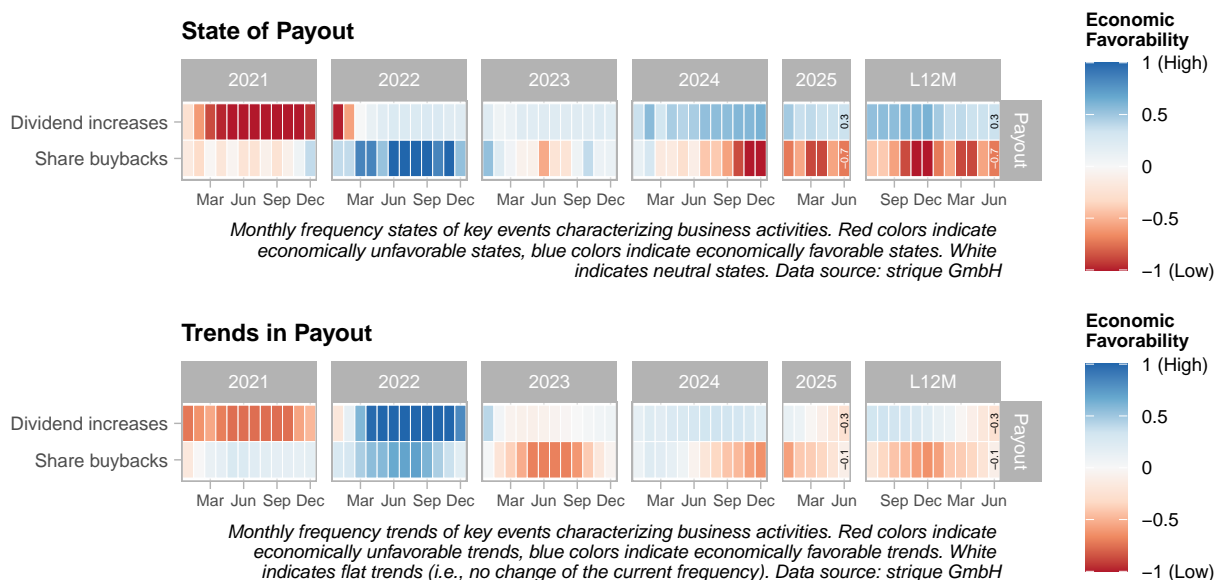 State of Payout
2021 2022 2023 2024 2025 L12M
Dividend increases
Share buybacks
0.3 0.3
−0.7 −0.7
Payout
Mar Jun Sep Dec Mar Jun Sep Dec Mar Jun Sep Dec Mar Jun Sep Dec Mar Jun Sep Dec Mar Jun
Monthly frequency states of key events characterizing business activities. Red colors indicate
economically unfavorable states, blue colors indicate economically favorable states. White
indicates neutral states. Data source: strique GmbH
Economic
Favorability
1 (High)
0.5
0
−0.5
−1 (Low)
Trends in Payout
2021 2022 2023 2024 2025 L12M
Dividend increases
Share buybacks
−0.3 −0.3
−0.1 −0.1
Payout
Mar Jun Sep Dec Mar Jun Sep Dec Mar Jun Sep Dec Mar Jun Sep Dec Mar Jun Sep Dec Mar Jun
Monthly frequency trends of key events characterizing business activities. Red colors indicate
economically unfavorable trends, blue colors indicate economically favorable trends. White
indicates flat trends (i.e., no change of the current frequency). Data source: strique GmbH
Economic
Favorability
1 (High)
0.5
0
−0.5
−1 (Low)